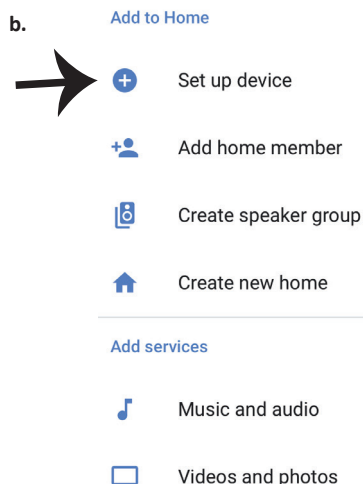 b.
Add to Home
Set up device
Add home member
Create speaker group
Create new home
Add services
Music and audio
Videos and photos